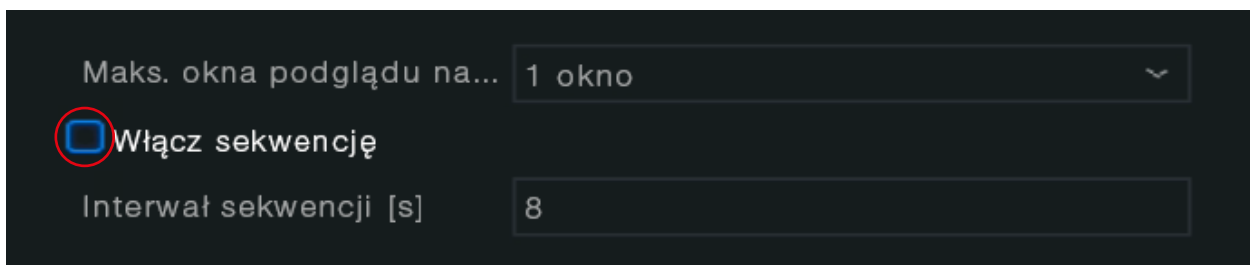 Maks. okna podglądu na... 1 okno
Włącz sekwencję
Interwał sekwencji [s] 8